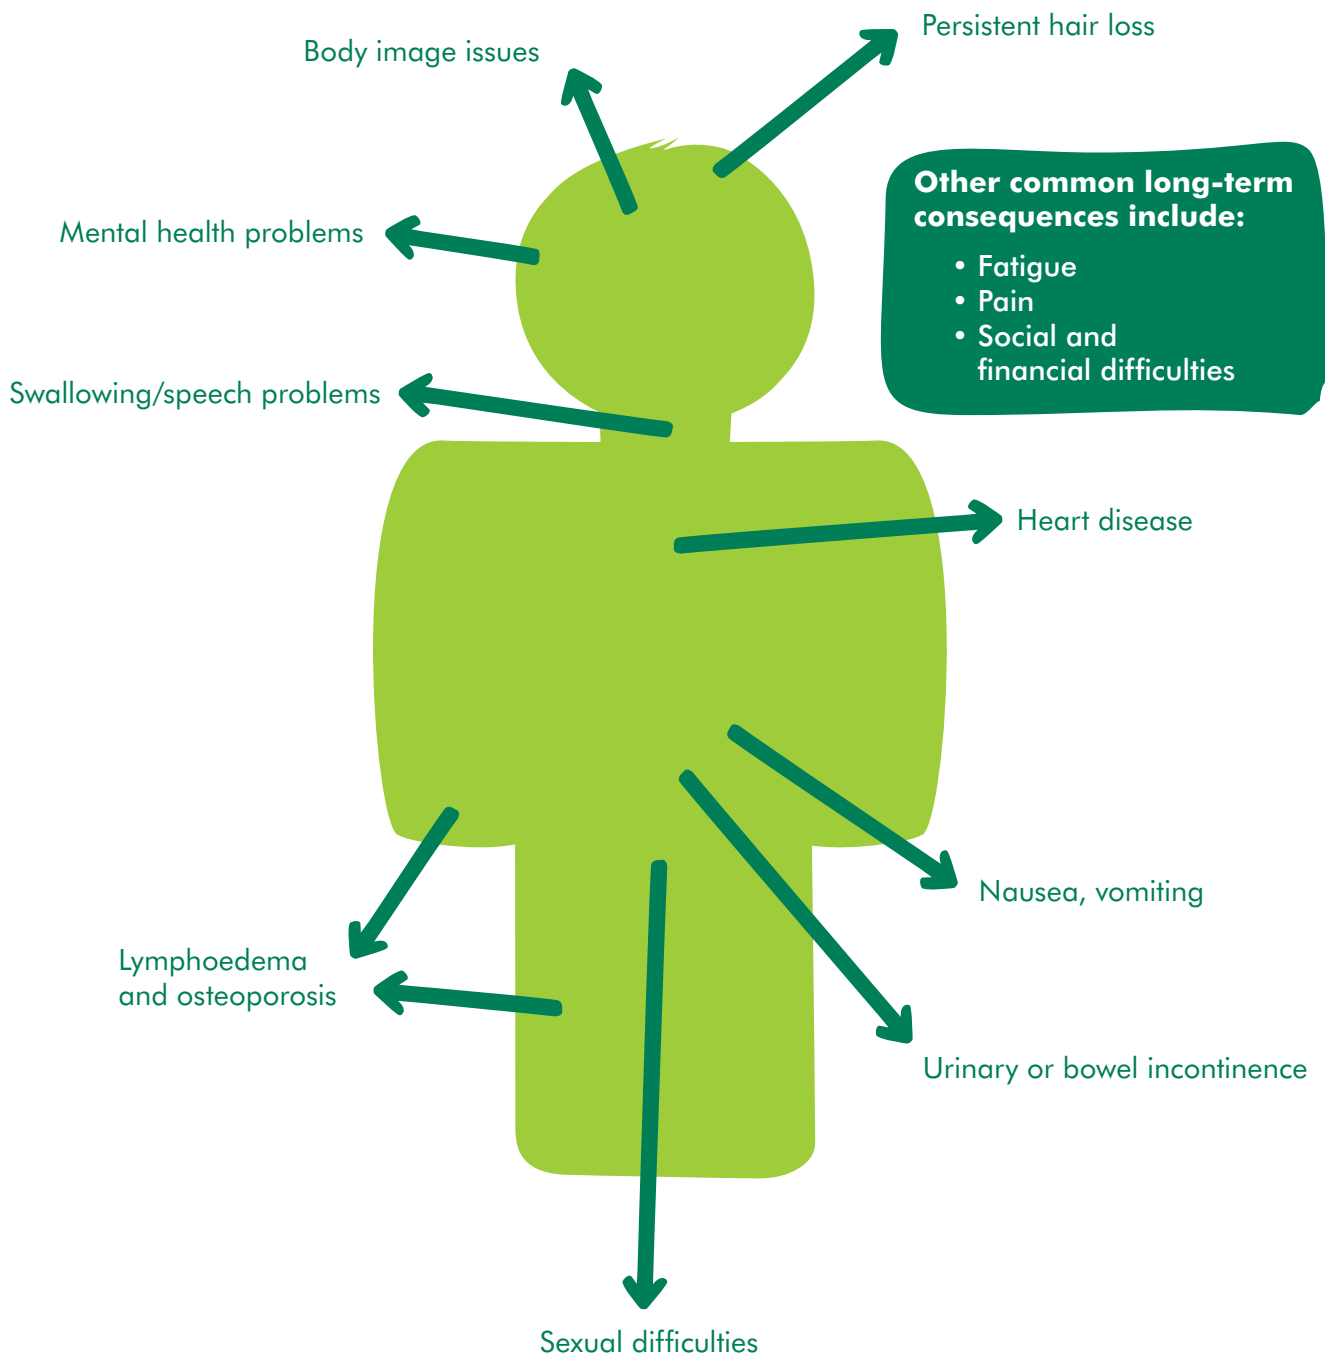 Persistent hair loss
Body image issues
Other common long-term
consequences include:
• Fatigue
• Pain
• Social and
financial difficulties
Mental health problems
Swallowing/speech problems
Heart disease
Nausea, vomiting
Lymphoedema
and osteoporosis
Urinary or bowel incontinence
Sexual difficulties